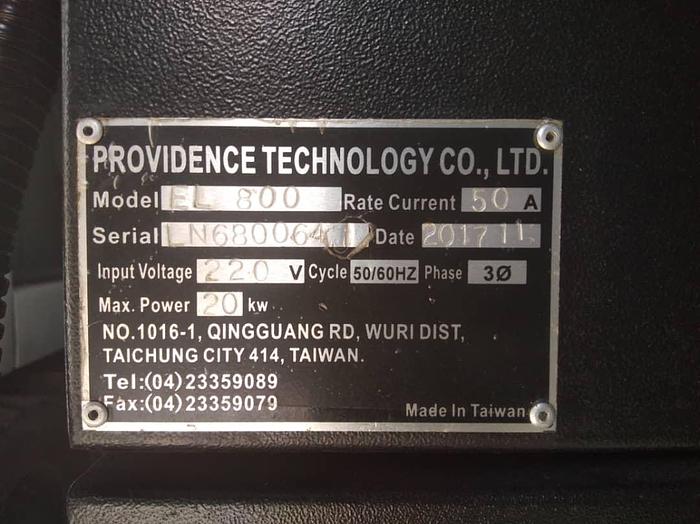 PROVIDENCE TECHNOLOGY CO., LTD.
Model EL 800 Rate Current 50 A
Serial Date 2017 11
Input Voltage 220 V Cycle 50/60HZ Phase 3Ø
Max. Power 20 kw
NO.1016-1, QINGGUANG RD, WURI DIST,
TAICHUNG CITY 414, TAIWAN.
Tel:(04)23359089
Fax:(04)23359079
Made In Taiwan